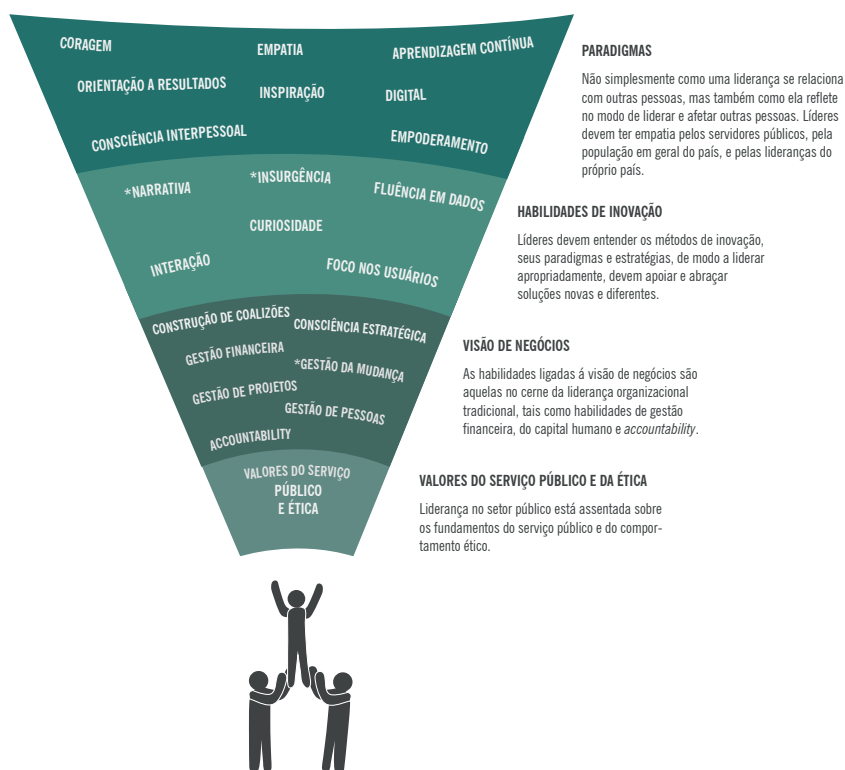 CORAGEM
EMPATIA
APRENDIZAGEM CONTÍNUA
ORIENTAÇÃO A RESULTADOS
INSPIRAÇÃO
DIGITAL
CONSCIÊNCIA INTERPESSOAL
EMPODERAMENTO
PARADIGMAS
Não simplesmente como uma liderança se relaciona
com outras pessoas, mas também como ela reflete
no modo de liderar e afetar outras pessoas. Líderes
devem ter empatia pelos servidores públicos, pela
população em geral do país, e pelas lideranças do
próprio país.
*NARRATIVA
*INSURGÊNCIA
FLUÊNCIA EM DADOS
CURIOSIDADE
INTERAÇÃO
FOCO NOS USUÁRIOS
HABILIDADES DE INOVAÇÃO
Líderes devem entender os métodos de inovação,
seus paradigmas e estratégias, de modo a liderar
apropriadamente, devem apoiar e abraçar
soluções novas e diferentes.
CONSTRUÇÃO DE COALIZÕES
CONSCIÊNCIA ESTRATÉGICA
GESTÃO FINANCEIRA
*GESTÃO DA MUDANÇA
GESTÃO DE PROJETOS
GESTÃO DE PESSOAS
ACCOUNTABILITY
VISÃO DE NEGÓCIOS
As habilidades ligadas á visão de negócios são
aquelas no cerne da liderança organizacional
tradicional, tais como habilidades de gestão
financeira, do capital humano e accountability.
VALORES DO SERVIÇO
PÚBLICO
E ÉTICA
VALORES DO SERVIÇO PÚBLICO E DA ÉTICA
Liderança no setor público está assentada sobre
os fundamentos do serviço público e do compor-
tamento ético.